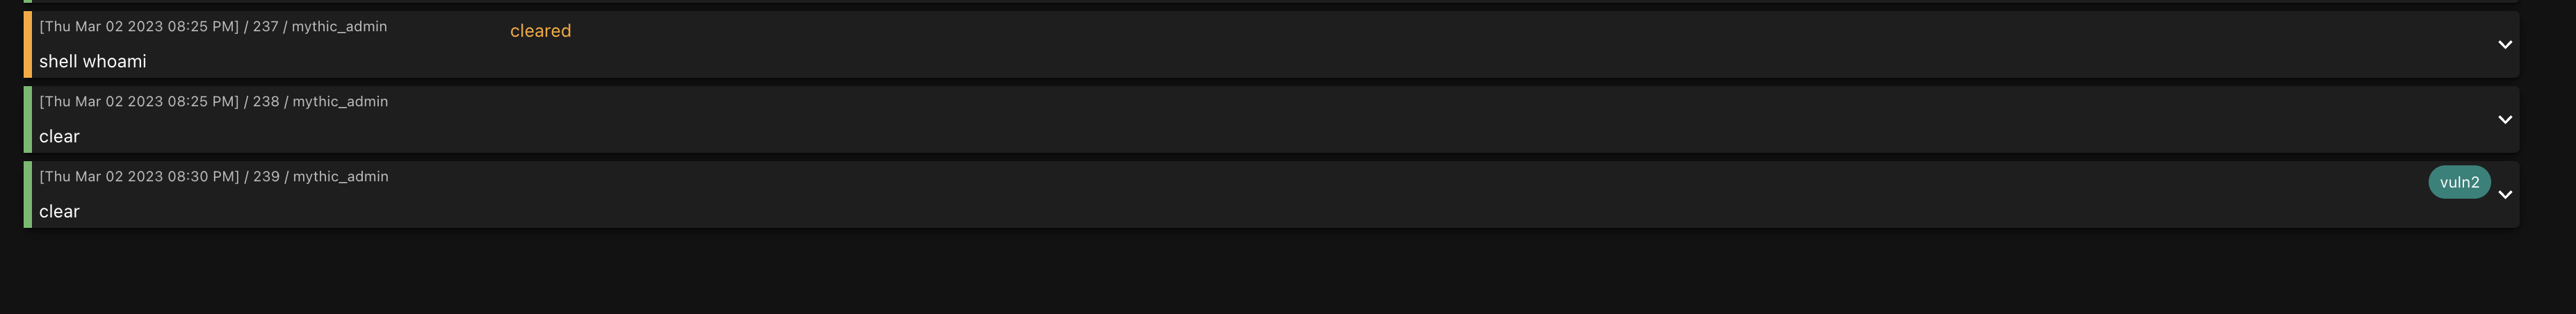 [Thu Mar 02 2023 08:25 PM] / 237 / mythic_admin cleared
shell whoami
[Thu Mar 02 2023 08:25 PM] / 238 / mythic_admin
clear
[Thu Mar 02 2023 08:30 PM] / 239 / mythic_admin vuln2
clear